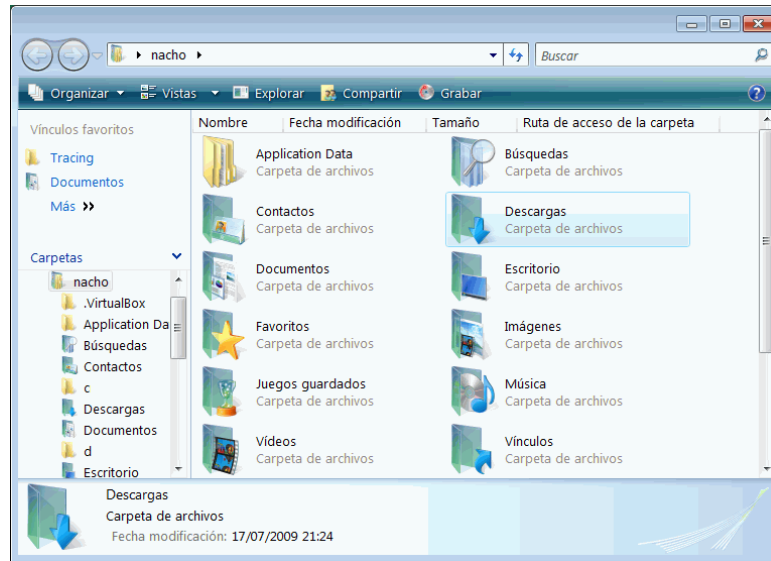 nacho
Buscar
Organizar Vistas Explorar Compartir Grabar
Vínculos favoritos
Tracing
Documentos
Más
Carpetas
nacho
.VirtualBox
Application Da
Búsquedas
Contactos
c
Descargas
Documentos
d
Escritorio
Nombre Fecha modificación Tamaño Ruta de acceso de la carpeta
Application Data
Carpeta de archivos
Búsquedas
Carpeta de archivos
Contactos
Carpeta de archivos
Descargas
Carpeta de archivos
Documentos
Carpeta de archivos
Escritorio
Carpeta de archivos
Favoritos
Carpeta de archivos
Imágenes
Carpeta de archivos
Juegos guardados
Carpeta de archivos
Música
Carpeta de archivos
Vídeos
Carpeta de archivos
Vínculos
Carpeta de archivos
Descargas
Carpeta de archivos
Fecha modificación: 17/07/2009 21:24